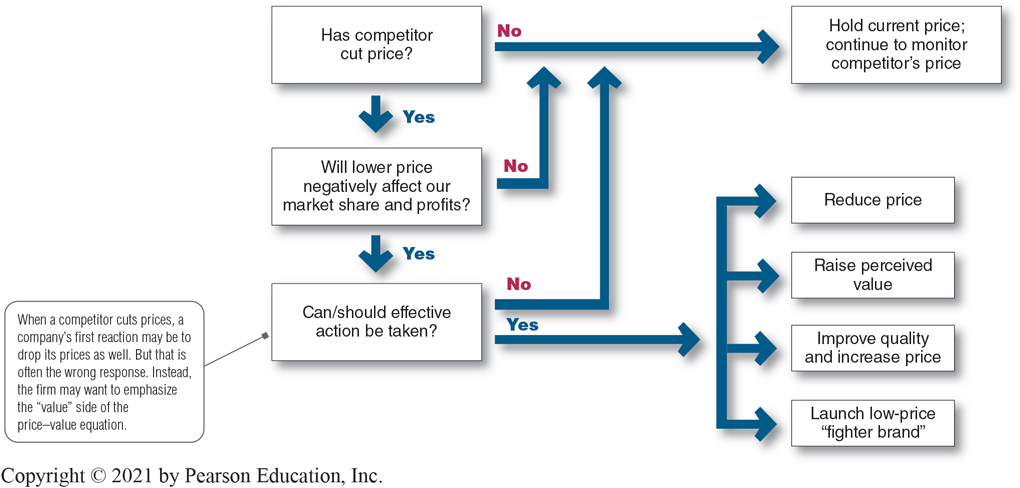 Has competitor
cut price?
No
Hold current price;
continue to monitor
competitor’s price
Yes
Will lower price
negatively affect our
market share and profits?
No
Yes
Can/should effective
action be taken?
No
Yes
Reduce price
Raise perceived
value
Improve quality
and increase price
Launch low-price
“fighter brand”
When a competitor cuts prices, a
company’s first reaction may be to
drop its prices as well. But that is
often the wrong response. Instead,
the firm may want to emphasize
the “value” side of the
price–value equation.
Copyright © 2021 by Pearson Education, Inc.